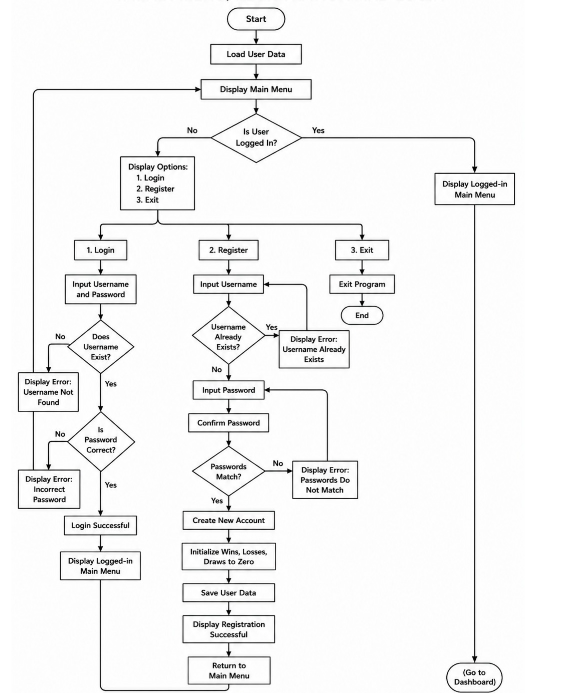 Start
Load User Data
Display Main Menu
Is User
Logged In?
No
Yes
Display Options:
1. Login
2. Register
3. Exit
Display Logged-in
Main Menu
1. Login
2. Register
3. Exit
Input Username
and Password
Input Username
Exit Program
End
Does
Username
Exist?
No
Yes
Username
Already
Exists?
Yes
No
Display Error:
Username Already
Exists
Display Error:
Username Not
Found
Input Password
Confirm Password
Is
Password
Correct?
No
Yes
Passwords
Match?
No
Yes
Display Error:
Passwords Do
Not Match
Display Error:
Incorrect
Password
Login Successful
Create New Account
Display Logged-in
Main Menu
Initialize Wins, Losses,
Draws to Zero
Save User Data
Display Registration
Successful
Return to
Main Menu
(Go to
Dashboard)